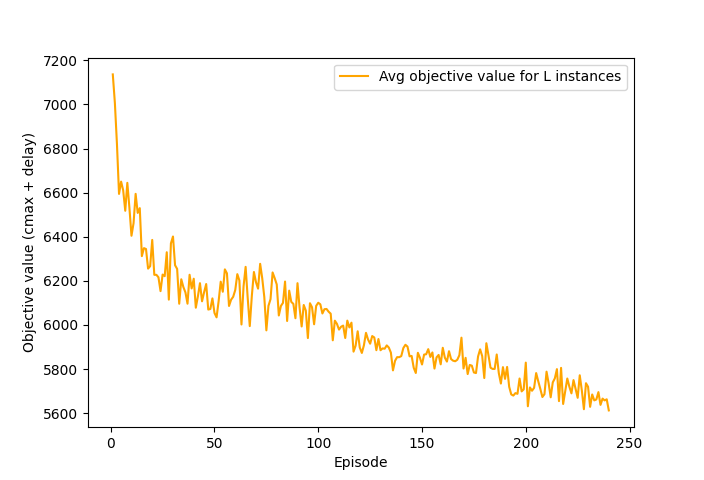 Avg objective value for L instances
Objective value (cmax + delay)
7200
7000
6800
6600
6400
6200
6000
5800
5600
0 50 100 150 200 250
Episode